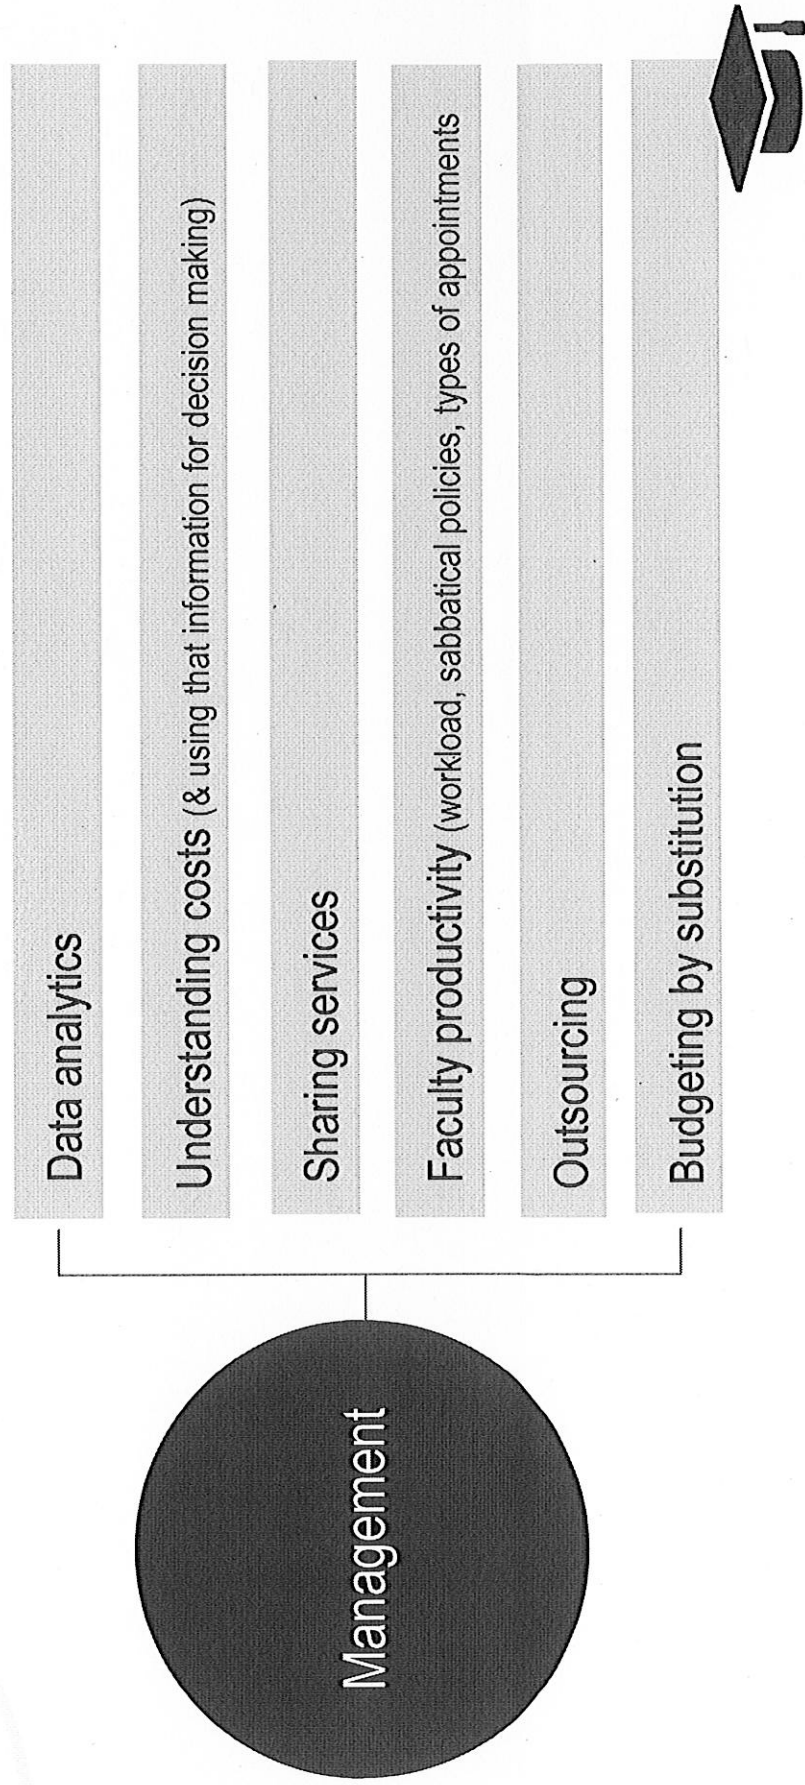 Management
Data analytics
Understanding costs (& using that information for decision making)
Sharing services
Faculty productivity (workload, sabbatical policies, types of appointments
Outsourcing
Budgeting by substitution